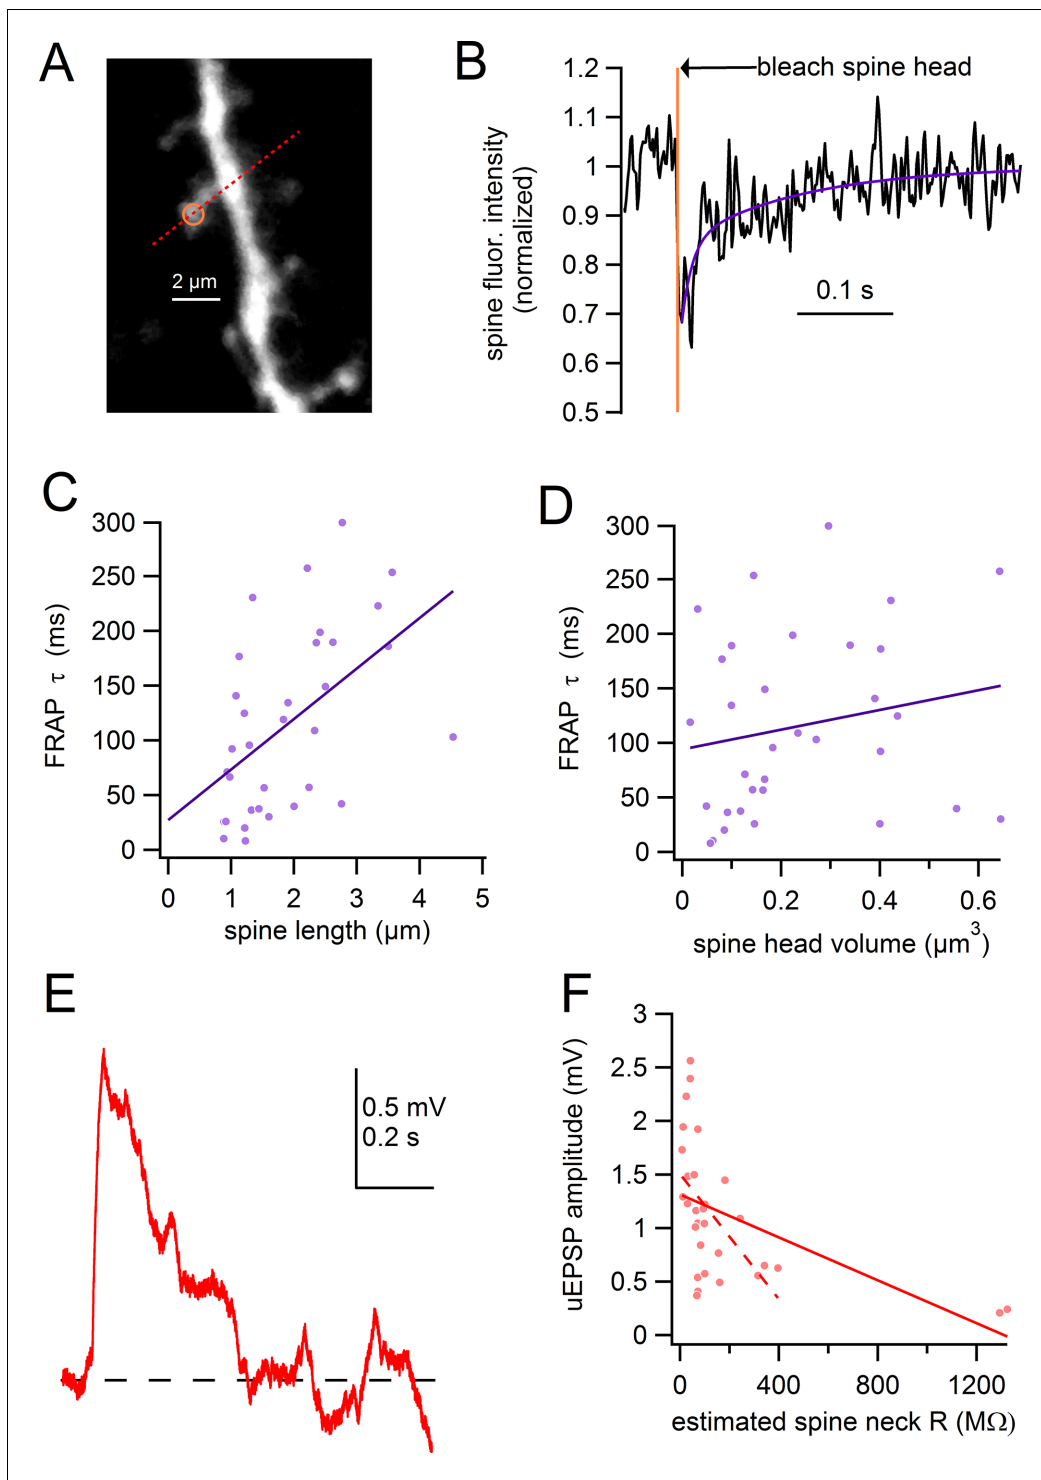 A
2 µm
B
bleach spine head
spine fluor. intensity
(normalized)
1.2
1.1
1
0.9
0.8
0.7
0.6
0.5
0.1 s
C
FRAP τ (ms)
300
250
200
150
100
50
0
0 1 2 3 4 5
spine length (µm)
D
FRAP τ (ms)
300
250
200
150
100
50
0
0 0.2 0.4 0.6
spine head volume (µm³)
E
0.5 mV
0.2 s
F
uEPSP amplitude (mV)
3
2.5
2
1.5
1
0.5
0
0 400 800 1200
estimated spine neck R (MΩ)